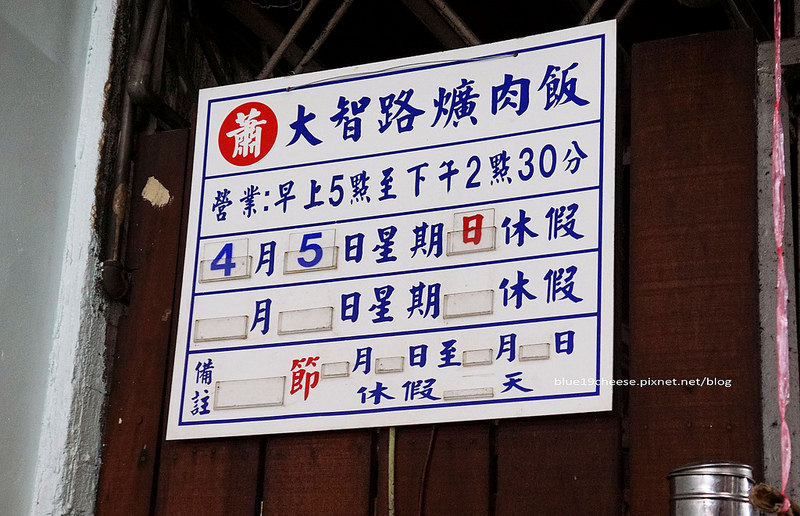 蕭 大智路爌肉飯
營業:早上5點至下午2點30分
4月5日星期日休假
月 日星期 休假
備註 節 月 日至 月 日
休假 天
blue19cheese.pixnet.net/blog